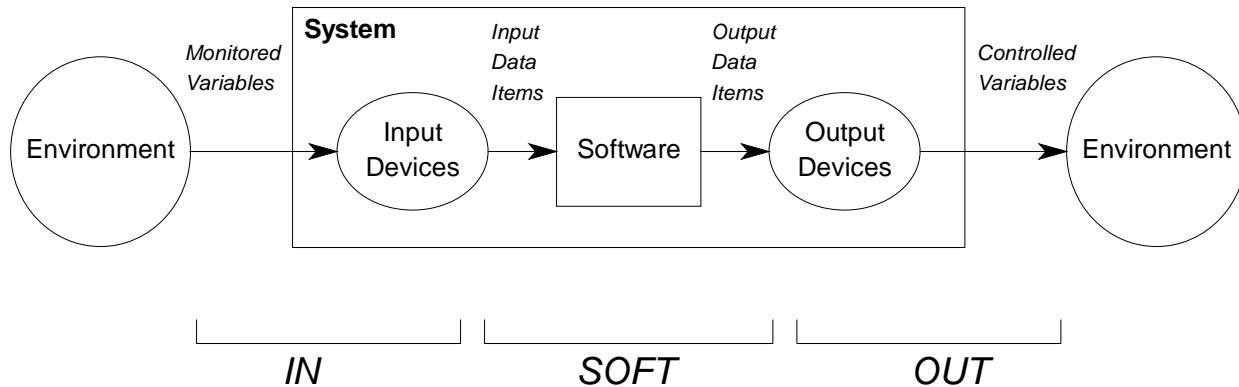 System
Monitored
Variables
Input
Data
Items
Output
Data
Items
Controlled
Variables
Environment
Input
Devices
Software
Output
Devices
Environment
IN
SOFT
OUT